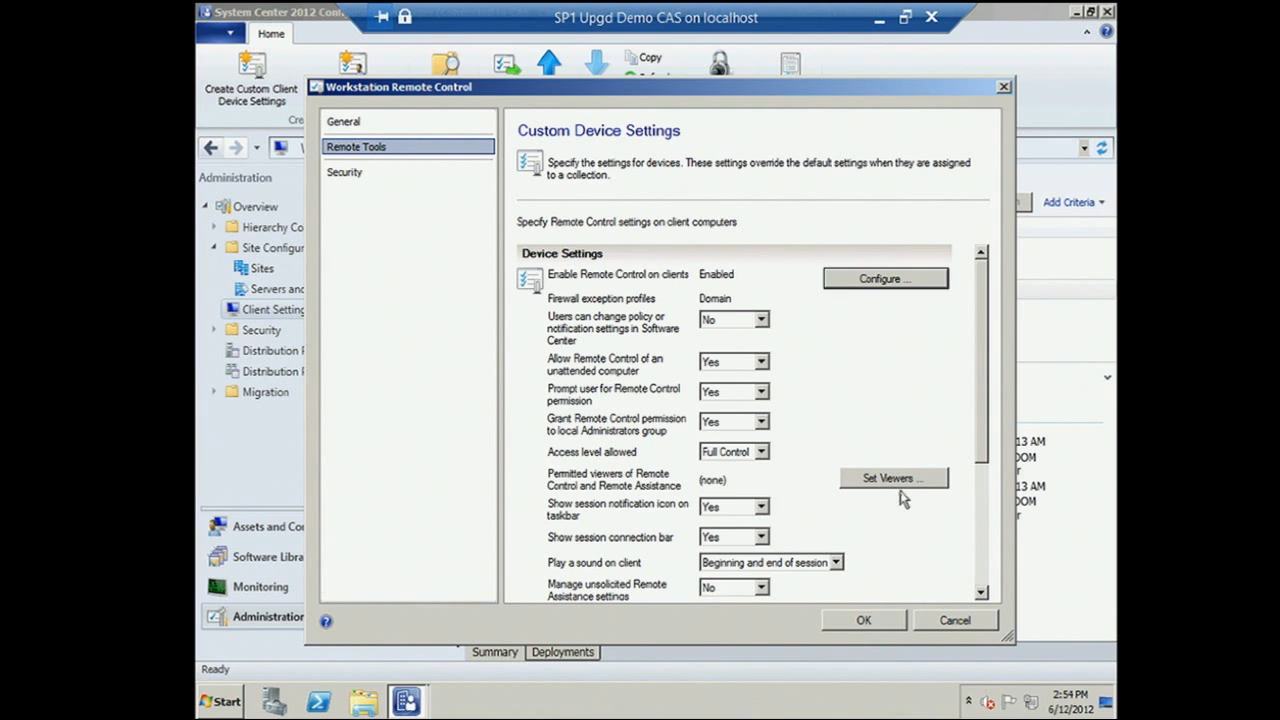 System Center 2012 Con
SP1 Upgd Demo CAS on localhost
Home
Copy
Create Custom Client
Device Settings
Workstation Remote Control
General
Remote Tools
Security
Custom Device Settings
Specify the settings for devices. These settings override the default settings when they are assigned
to a collection.
Specify Remote Control settings on client computers
Device Settings
Enable Remote Control on clients Enabled Configure ...
Firewall exception profiles Domain
Users can change policy or
notification settings in Software
Center
No
Allow Remote Control of an
unattended computer
Yes
Prompt user for Remote Control
permission
Yes
Grant Remote Control permission
to local Administrators group
Yes
Access level allowed Full Control
Permitted viewers of Remote
Control and Remote Assistance
(none) Set Viewers ...
Show session notification icon on
taskbar
Yes
Show session connection bar Yes
Play a sound on client Beginning and end of session
Manage unsolicited Remote
Assistance settings
No
OK Cancel
Administration
Overview
Hierarchy Co
Site Configur
Sites
Servers and
Client Setting
Security
Distribution
Distribution
Migration
Add Criteria
13 AM
DOM
r
13 AM
DOM
r
Assets and Co
Software Libra
Monitoring
Administration
Summary Deployments
Ready
Start
2:54 PM
6/12/2012